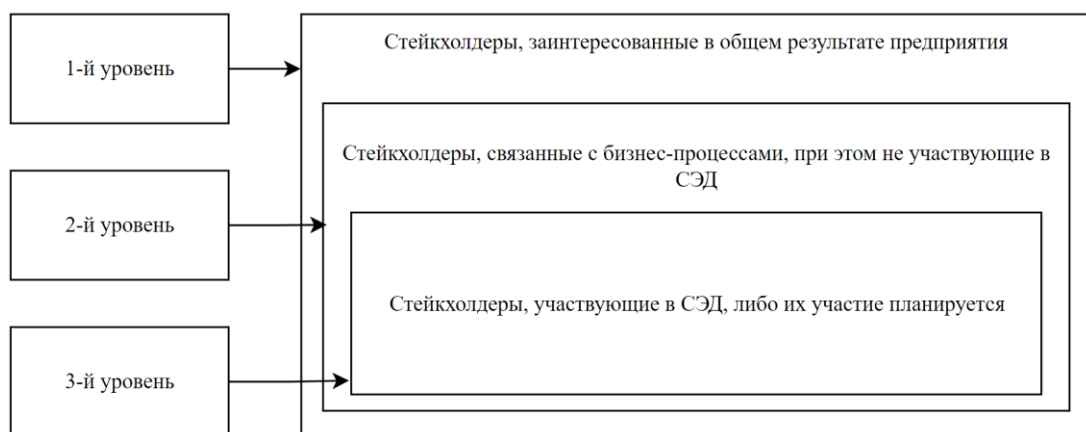 Стейкхолдеры, заинтересованные в общем результате предприятия
1-й уровень
Стейкхолдеры, связанные с бизнес-процессами, при этом не участвующие в
СЭД
2-й уровень
Стейкхолдеры, участвующие в СЭД, либо их участие планируется
3-й уровень